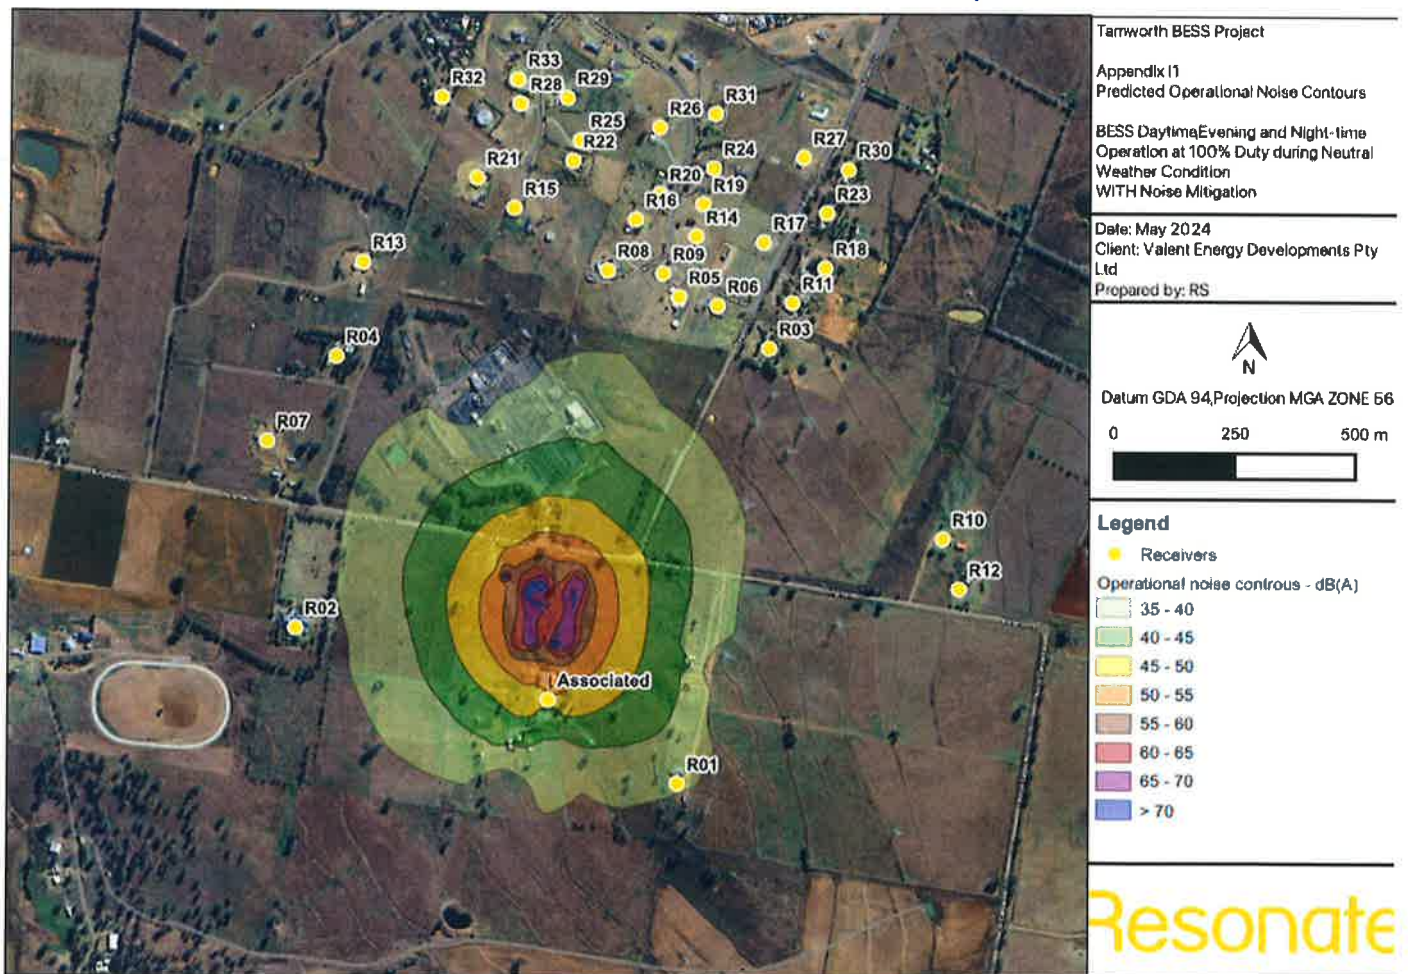 Tamworth BESS Project
Appendix I1
Predicted Operational Noise Contours
BESS Daytime,Evening and Night-time
Operation at 100% Duty during Neutral
Weather Condition
WITH Noise Mitigation
Date: May 2024
Client: Valent Energy Developments Pty
Ltd
Prepared by: RS
N
Datum GDA 94,Projection MGA ZONE 56
0 250 500 m
Legend
Receivers
Operational noise controus - dB(A)
35 - 40
40 - 45
45 - 50
50 - 55
55 - 60
60 - 65
65 - 70
> 70
Resonate
R33
R32
R28
R29
R31
R26
R25
R22
R27
R24
R30
R21
R20
R19
R15
R16
R23
R14
R17
R13
R08
R09
R18
R05
R06
R11
R03
R04
R07
R10
R12
R02
Associated
R01